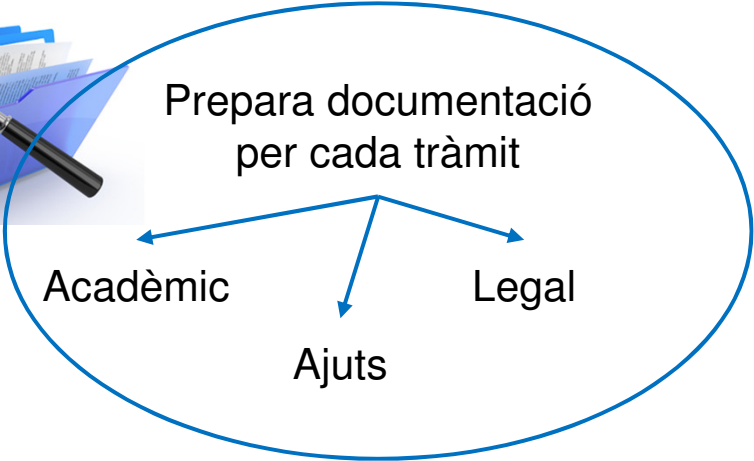 Prepara documentació
per cada tràmit
Acadèmic
Legal
Ajuts